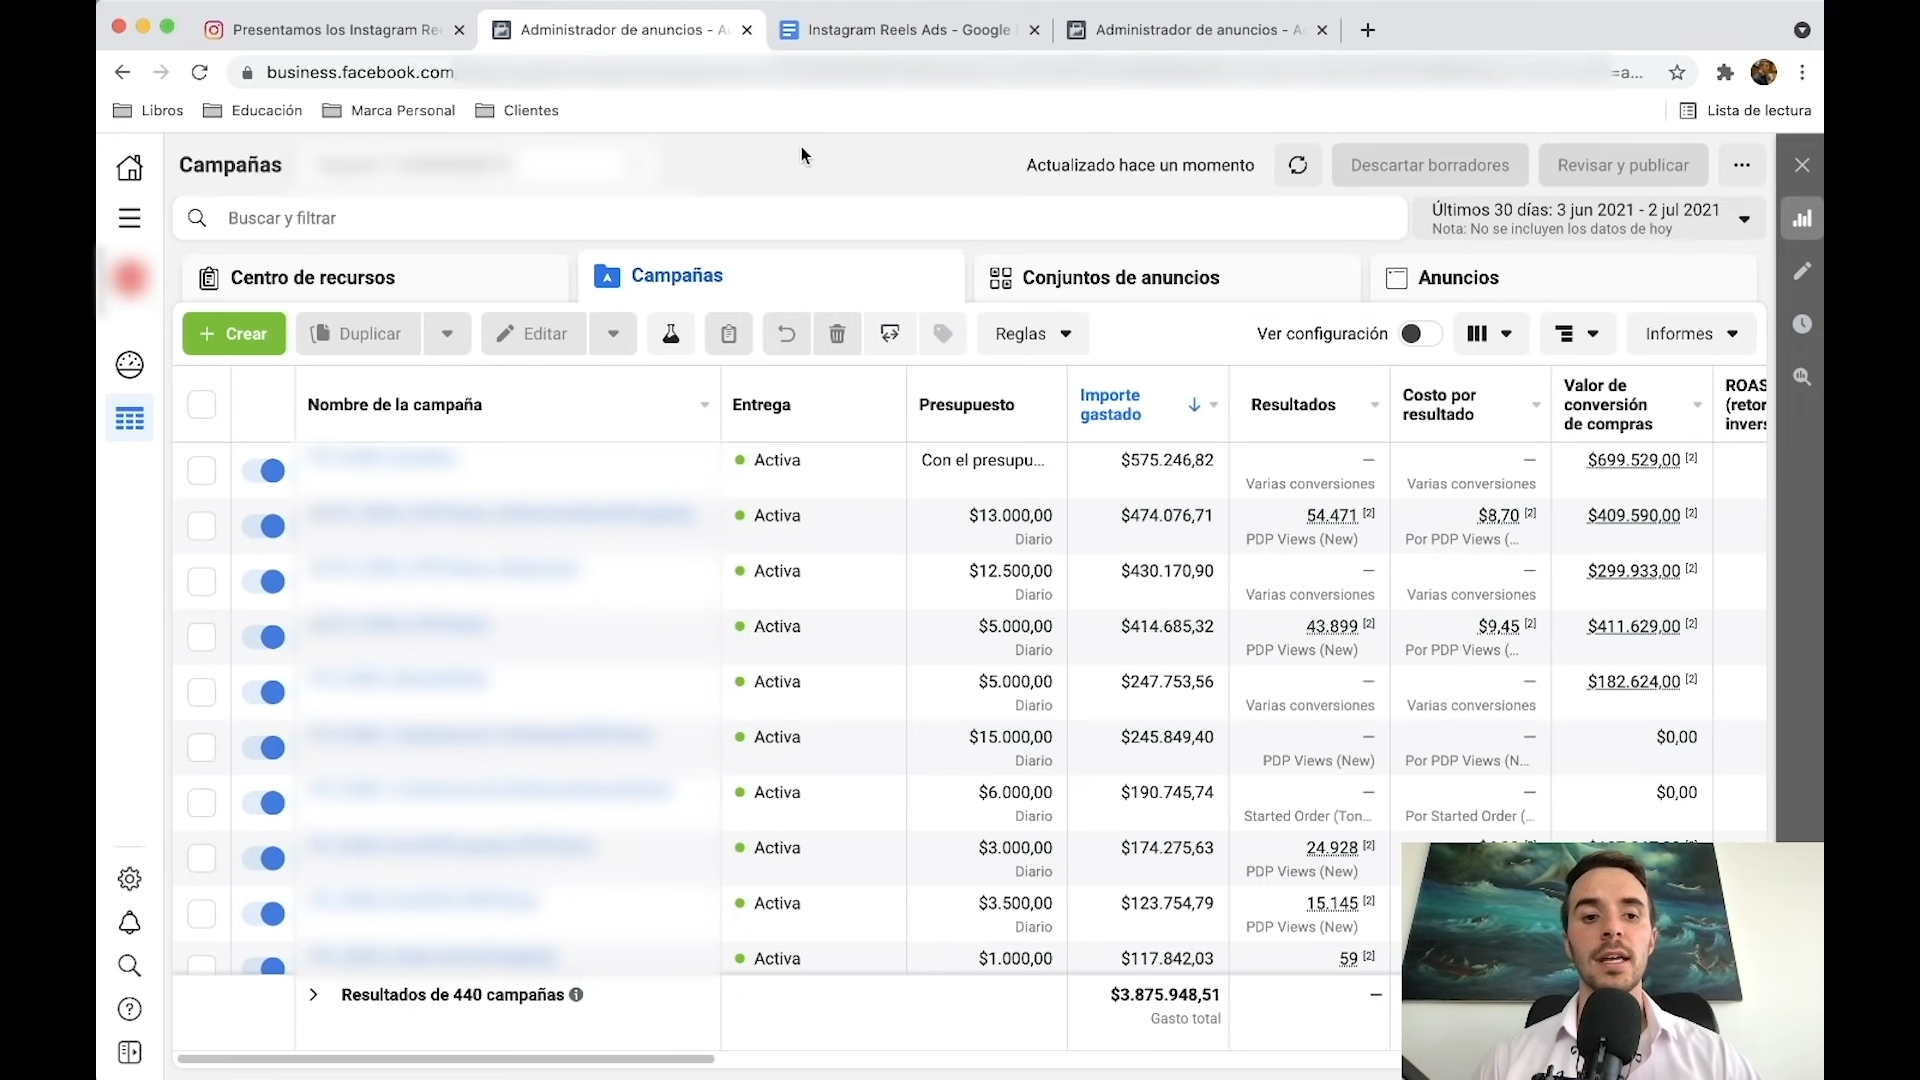 Presentamos los Instagram Ree
Administrador de anuncios - A
Instagram Reels Ads - Google
Administrador de anuncios - A
business.facebook.com
=a...
Libros
Educación
Marca Personal
Clientes
Lista de lectura
Campañas
Actualizado hace un momento
Descartar borradores
Revisar y publicar
Buscar y filtrar
Últimos 30 días: 3 jun 2021 - 2 jul 2021
Nota: No se incluyen los datos de hoy
Centro de recursos
Campañas
Conjuntos de anuncios
Anuncios
+ Crear
Duplicar
Editar
Reglas
Ver configuración
Informes
Nombre de la campaña
Entrega
Presupuesto
Importe
gastado
Resultados
Costo por
resultado
Valor de
conversión
de compras
ROAS
(retor
invers
Activa Con el presupu... $575.246,82 — — $699.529,00 [2]
Varias conversiones Varias conversiones
Activa $13.000,00 $474.076,71 54.471 [2] $8,70 [2] $409.590,00 [2]
Diario PDP Views (New) Por PDP Views (...
Activa $12.500,00 $430.170,90 — — $299.933,00 [2]
Diario Varias conversiones Varias conversiones
Activa $5.000,00 $414.685,32 43.899 [2] $9,45 [2] $411.629,00 [2]
Diario PDP Views (New) Por PDP Views (...
Activa $5.000,00 $247.753,56 — — $182.624,00 [2]
Diario Varias conversiones Varias conversiones
Activa $15.000,00 $245.849,40 — — $0,00
Diario PDP Views (New) Por PDP Views (N...
Activa $6.000,00 $190.745,74 — — $0,00
Diario Started Order (Ton... Por Started Order (...
Activa $3.000,00 $174.275,63 24.928 [2]
Diario PDP Views (New)
Activa $3.500,00 $123.754,79 15.145 [2]
Diario PDP Views (New)
Activa $1.000,00 $117.842,03 59 [2]
Resultados de 440 campañas $3.875.948,51 —
Gasto total